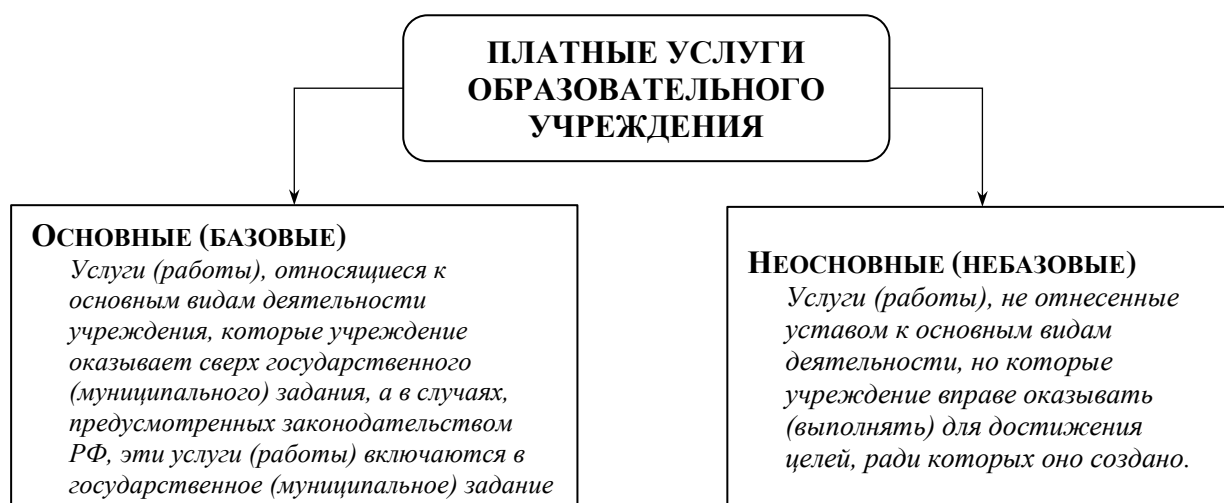 ПЛАТНЫЕ УСЛУГИ
ОБРАЗОВАТЕЛЬНОГО
УЧРЕЖДЕНИЯ
ОСНОВНЫЕ (БАЗОВЫЕ)
Услуги (работы), относящиеся к
основным видам деятельности
учреждения, которые учреждение
оказывает сверх государственного
(муниципального) задания, а в случаях,
предусмотренных законодательством
РФ, эти услуги (работы) включаются в
государственное (муниципальное) задание
НЕОСНОВНЫЕ (НЕБАЗОВЫЕ)
Услуги (работы), не отнесенные
уставом к основным видам
деятельности, но которые
учреждение вправе оказывать
(выполнять) для достижения
целей, ради которых оно создано.